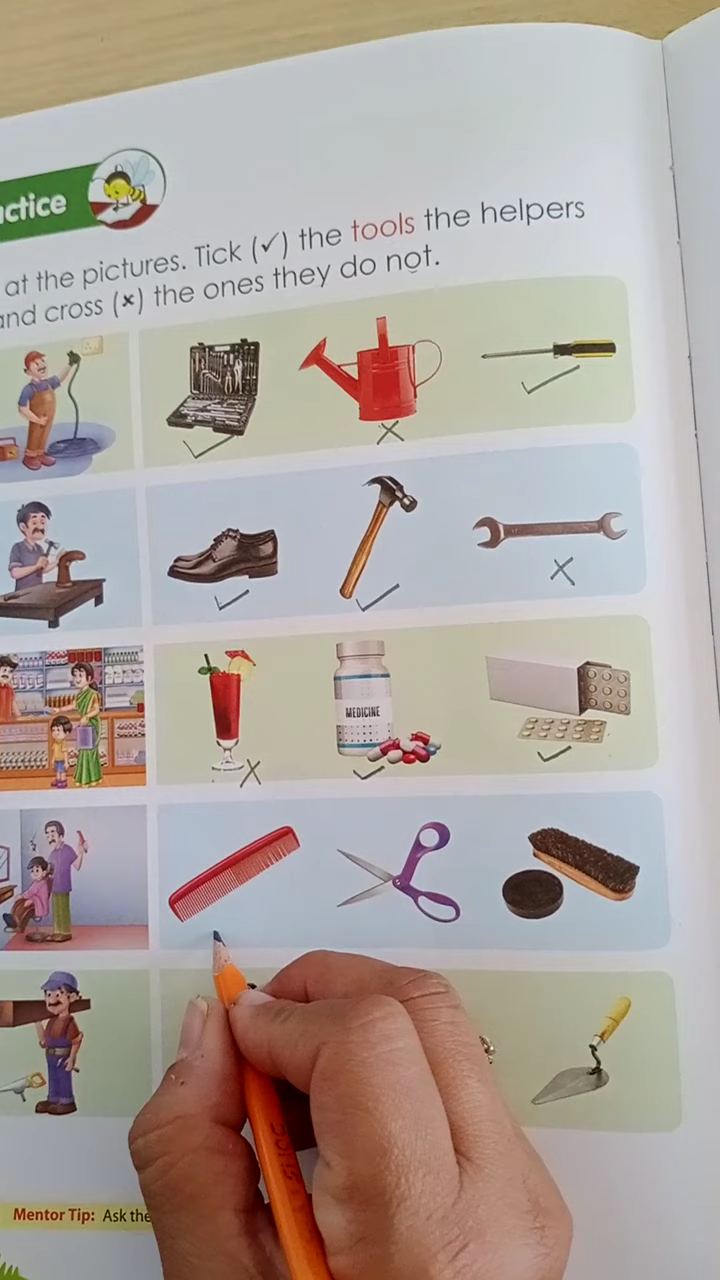 ctice
at the pictures. Tick (✓) the tools the helpers
and cross (×) the ones they do not.
MEDICINE
Mentor Tip: Ask the